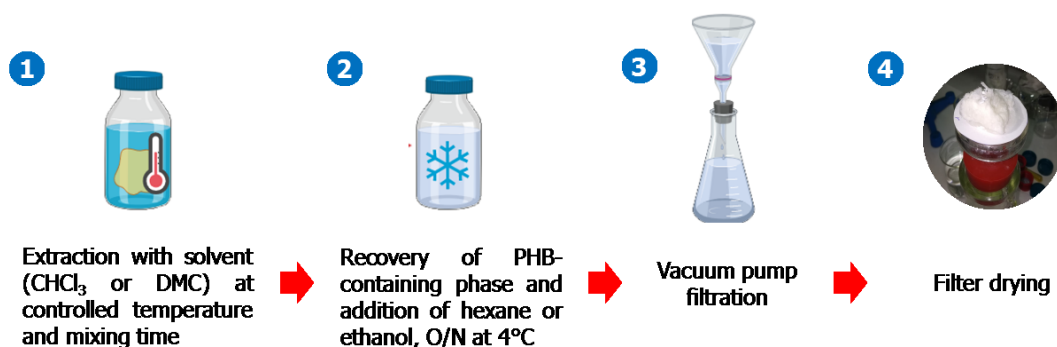 1
2
3
4
Extraction with solvent
(CHCl₃ or DMC) at
controlled temperature
and mixing time
Recovery of PHB-
containing phase and
addition of hexane or
ethanol, O/N at 4°C
Vacuum pump
filtration
Filter drying